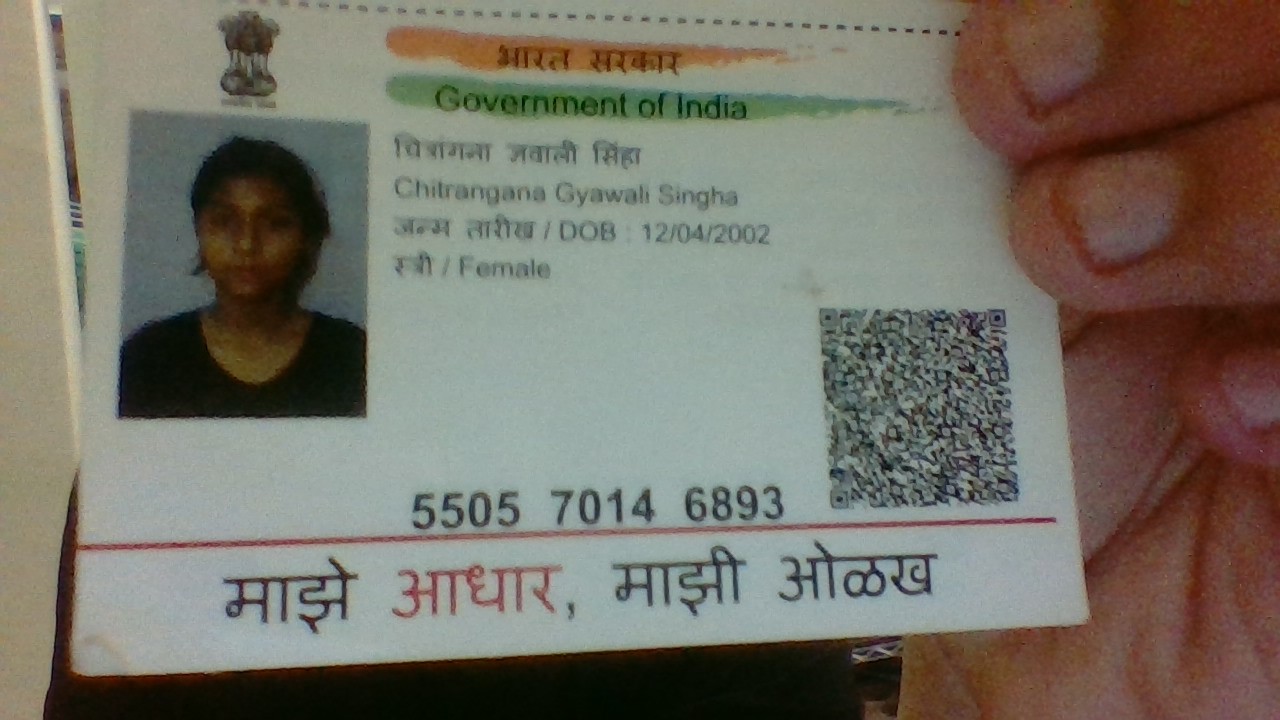 भारत सरकार
Government of India
चित्रांगना ज्ञवाली सिंहा
Chitrangana Gyawali Singha
जन्म तारीख / DOB : 12/04/2002
स्त्री / Female
5505 7014 6893
माझे आधार, माझी ओळख